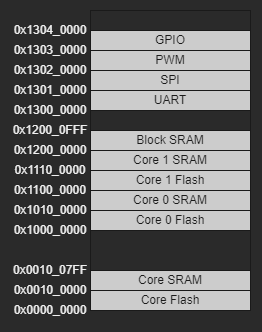 0x1304_0000
GPIO
0x1303_0000
PWM
0x1302_0000
SPI
0x1301_0000
UART
0x1300_0000
0x1200_0FFF
Block SRAM
0x1200_0000
Core 1 SRAM
0x1110_0000
Core 1 Flash
0x1100_0000
Core 0 SRAM
0x1010_0000
Core 0 Flash
0x1000_0000
0x0010_07FF
Core SRAM
0x0010_0000
Core Flash
0x0000_0000